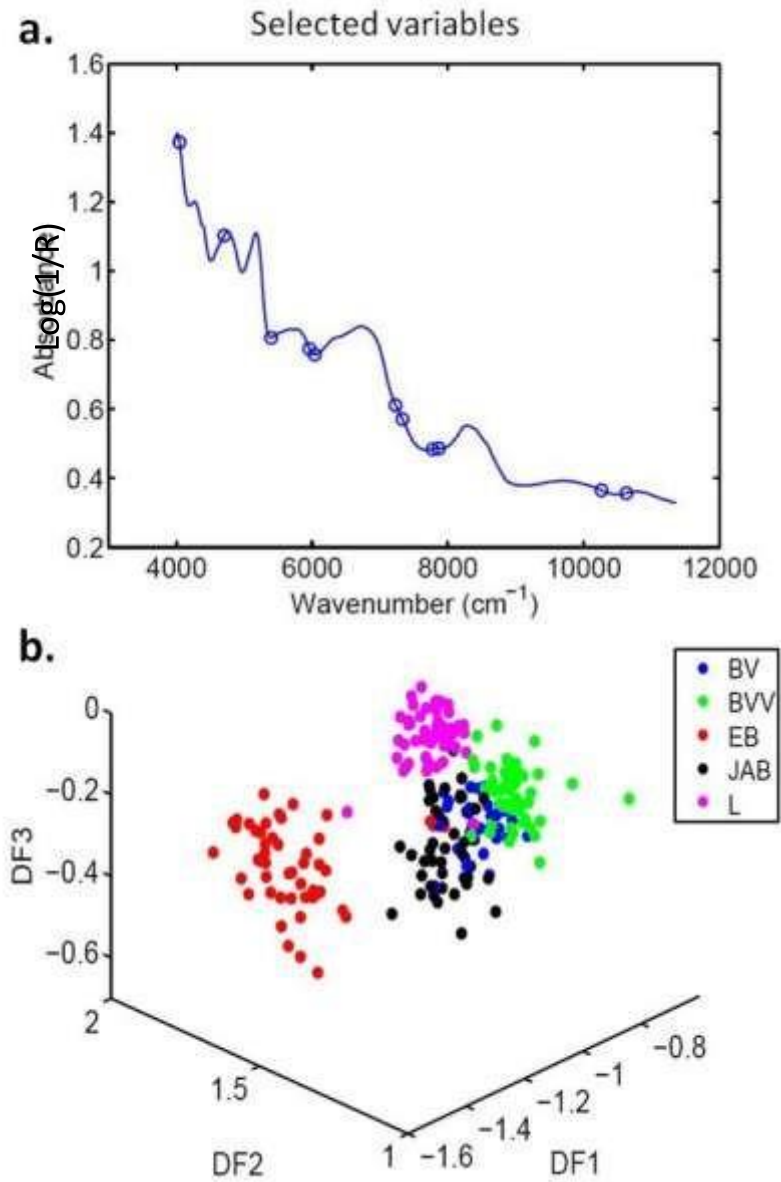 a.
Selected variables
1.6
1.4
1.2
1
0.8
0.6
0.4
0.2
Absorbance
Log(1/R)
4000 6000 8000 10000 12000
Wavenumber (cm⁻¹)
b.
BV
BVV
EB
JAB
L
0
−0.2
−0.4
−0.6
DF3
2
1.5
1
DF2
−1.6
−1.4
−1.2
−1
−0.8
DF1